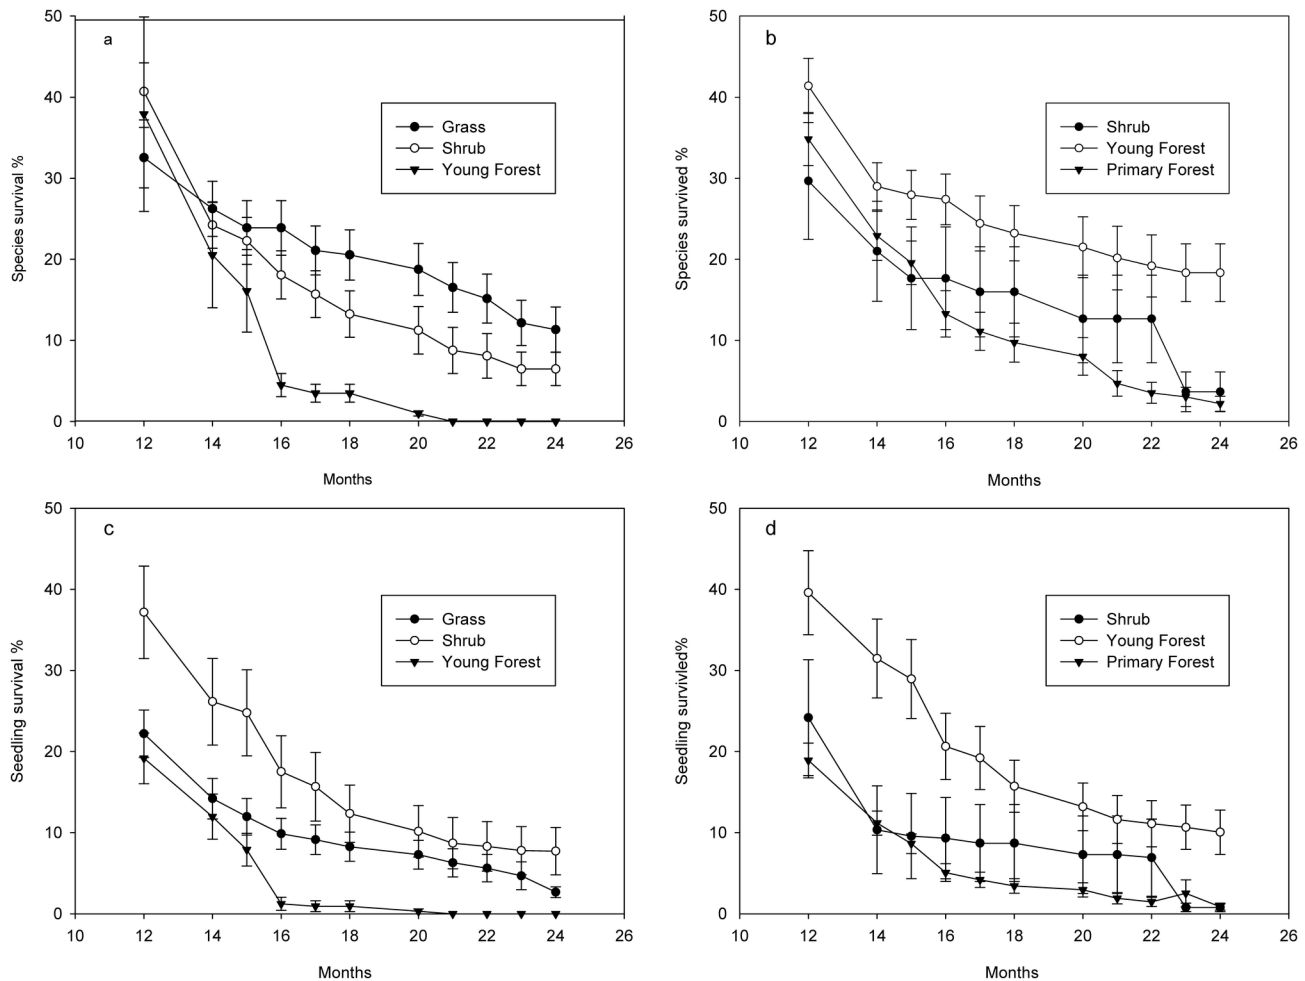 a
Species survival %
50
40
30
20
10
0
Grass
Shrub
Young Forest
10 12 14 16 18 20 22 24 26
Months
b
Species survived %
50
40
30
20
10
0
Shrub
Young Forest
Primary Forest
10 12 14 16 18 20 22 24 26
Months
c
Seedling survival %
50
40
30
20
10
0
Grass
Shrub
Young Forest
10 12 14 16 18 20 22 24 26
Months
d
Seedling survivled%
50
40
30
20
10
0
Shrub
Young Forest
Primary Forest
10 12 14 16 18 20 22 24 26
Months